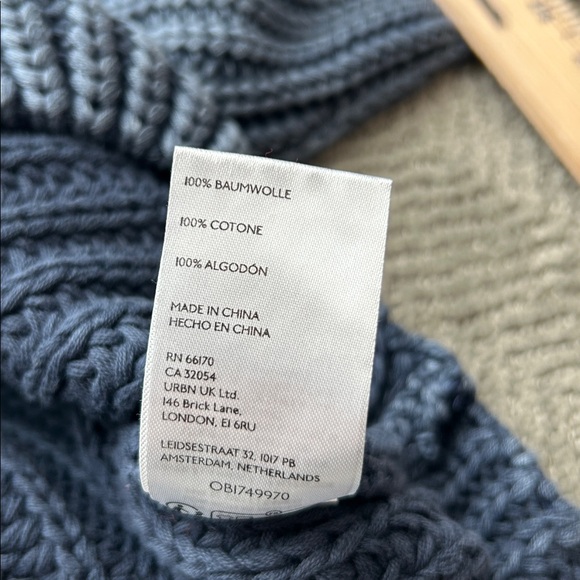 100% BAUMWOLLE
100% COTONE
100% ALGODÓN
MADE IN CHINA
HECHO EN CHINA
RN 66170
CA 32054
URBN UK Ltd.
146 Brick Lane,
LONDON, E1 6RU
LEIDSESTRAAT 32, 1017 PB
AMSTERDAM, NETHERLANDS
OB1749970